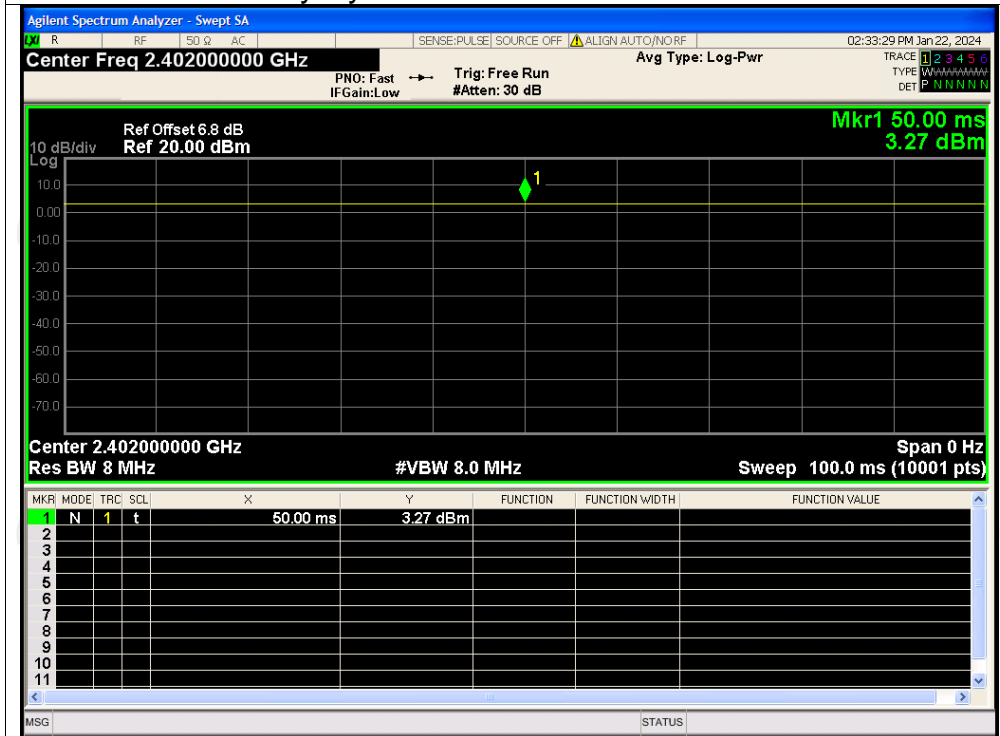 Agilent Spectrum Analyzer - Swept SA
LXI R RF 50 Ω AC SENSE:PULSE SOURCE OFF ALIGN AUTO/NO RF 02:33:29 PM Jan 22, 2024
Center Freq 2.402000000 GHz
PNO: Fast
IFGain:Low
Trig: Free Run
#Atten: 30 dB
Avg Type: Log-Pwr
TRACE 1 2 3 4 5 6
TYPE WWWWWW
DET P N N N N N
Mkr1 50.00 ms
3.27 dBm
Ref Offset 6.8 dB
10 dB/div Ref 20.00 dBm
Log
1
10.0
0.00
-10.0
-20.0
-30.0
-40.0
-50.0
-60.0
-70.0
Center 2.402000000 GHz Span 0 Hz
Res BW 8 MHz #VBW 8.0 MHz Sweep 100.0 ms (10001 pts)
MKR MODE TRC SCL X Y FUNCTION FUNCTION WIDTH FUNCTION VALUE
1 N 1 t 50.00 ms 3.27 dBm
2
3
4
5
6
7
8
9
10
11
MSG STATUS